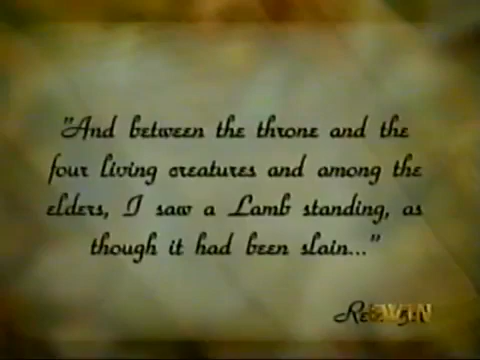 "And between the throne and the
four living creatures and among the
elders, I saw a Lamb standing, as
though it had been slain..."
EWTN